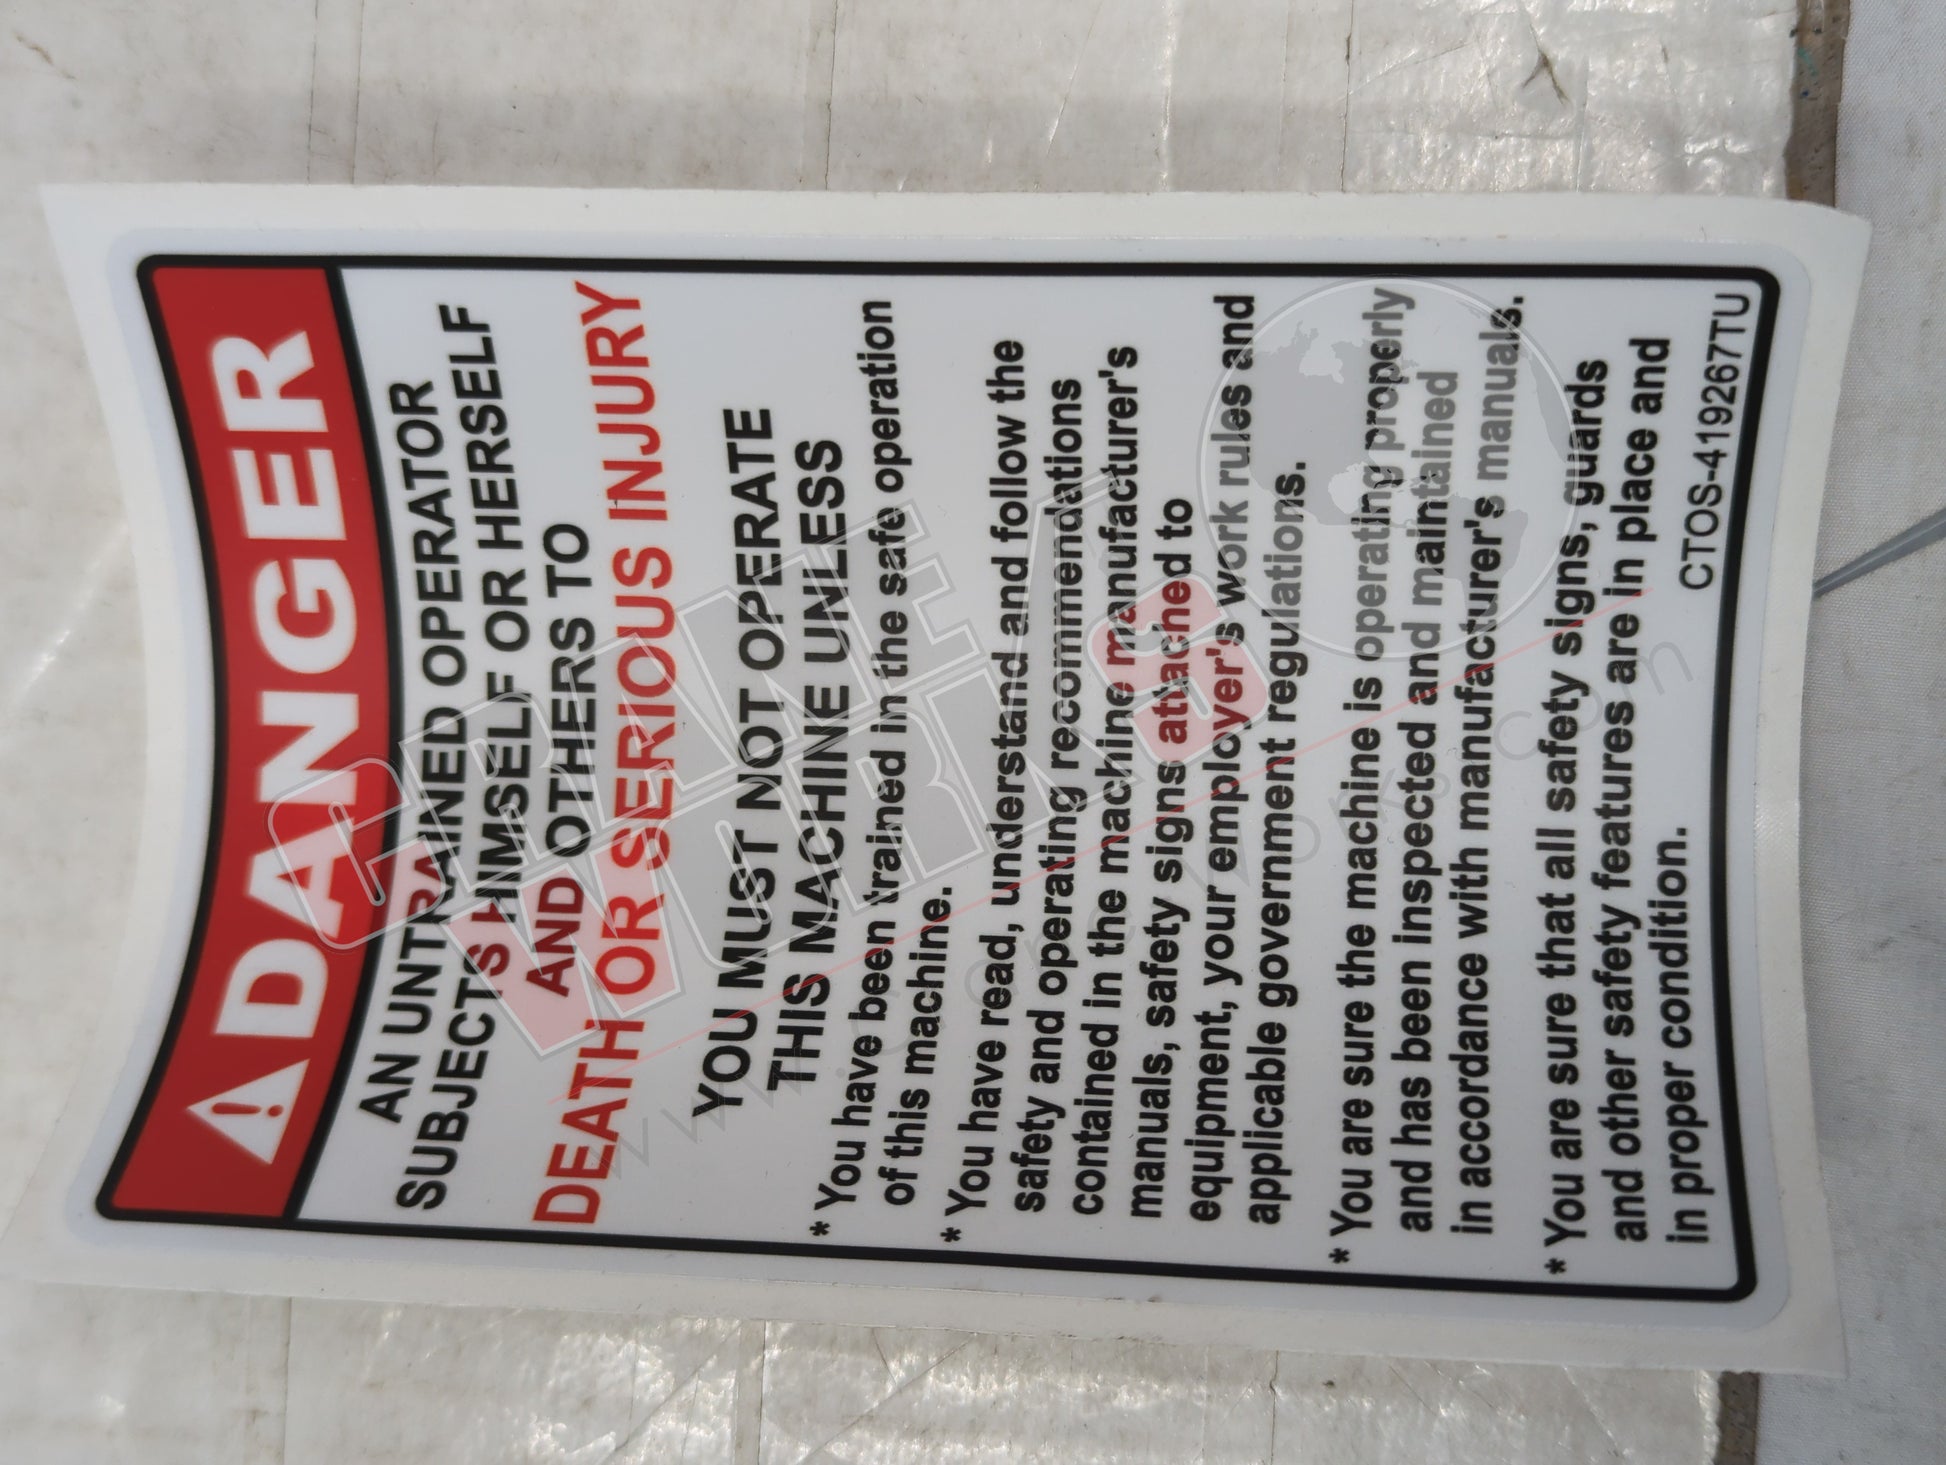 DANGER
AN UNTRAINED OPERATOR
SUBJECTS HIMSELF OR HERSELF
AND OTHERS TO
DEATH OR SERIOUS INJURY
YOU MUST NOT OPERATE
THIS MACHINE UNLESS
* You have been trained in the safe operation
of this machine.
* You have read, understand and follow the
safety and operating recommendations
contained in the machine manufacturer's
manuals, safety signs attached to
equipment, your employer's work rules and
applicable government regulations.
* You are sure the machine is operating properly
and has been inspected and maintained
in accordance with manufacturer's manuals.
* You are sure that all safety signs, guards
and other safety features are in place and
in proper condition.
CTOS-419267TU
CRANE
WORKS
www.craneworks.com